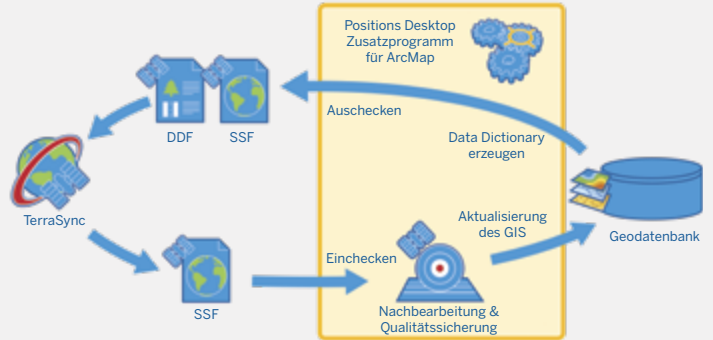 Positions Desktop
Zusatzprogramm
für ArcMap
Auschecken
DDF
SSF
Data Dictionary
erzeugen
TerraSync
Geodatenbank
Aktualisierung
des GIS
Einchecken
SSF
Nachbearbeitung &
Qualitätssicherung